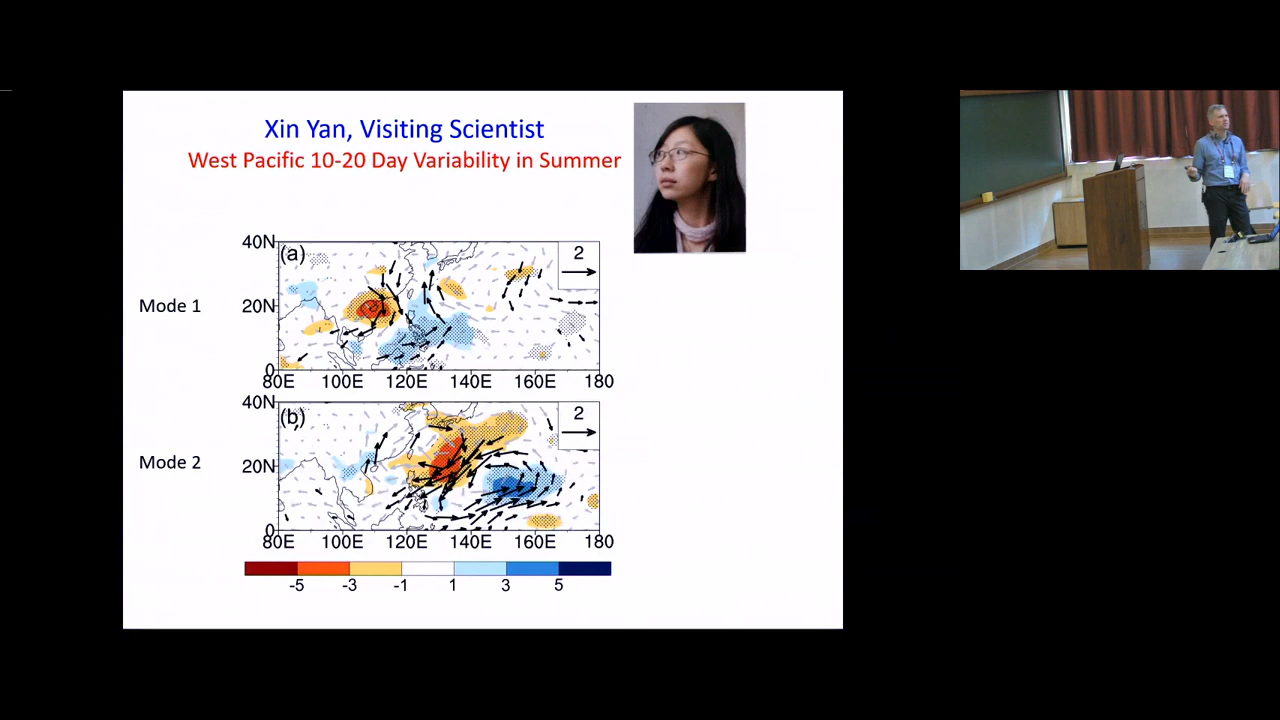 Xin Yan, Visiting Scientist
West Pacific 10-20 Day Variability in Summer
Mode 1
(a)
2
40N
20N
0
80E 100E 120E 140E 160E 180
Mode 2
(b)
2
40N
20N
0
80E 100E 120E 140E 160E 180
-5 -3 -1 1 3 5